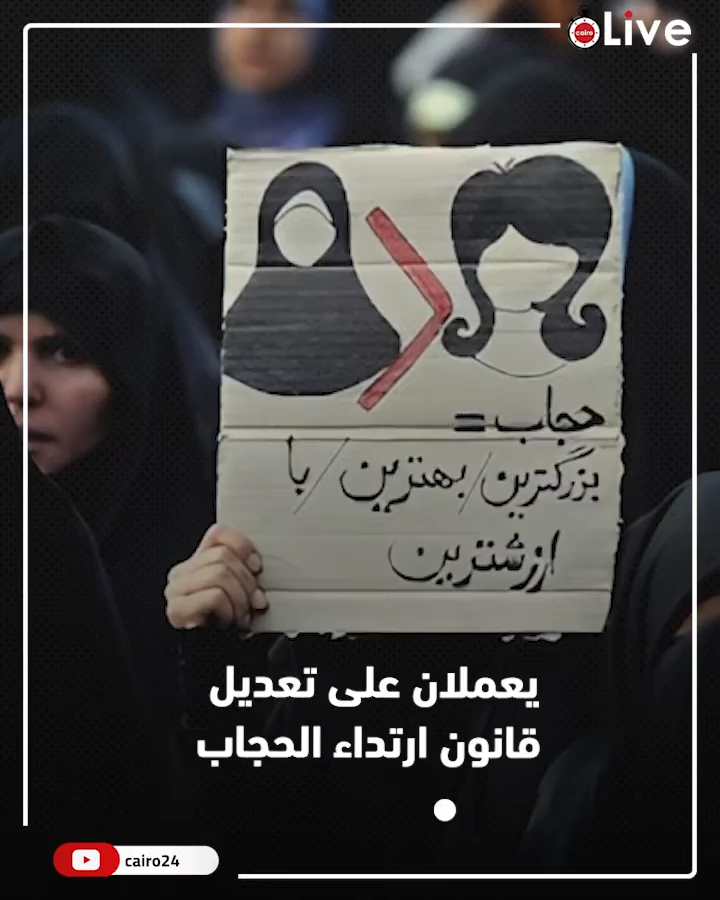 cairo Live
حجاب =
بزرگترین/بهترین/با
ارزشترین
يعملان على تعديل
قانون ارتداء الحجاب
cairo24